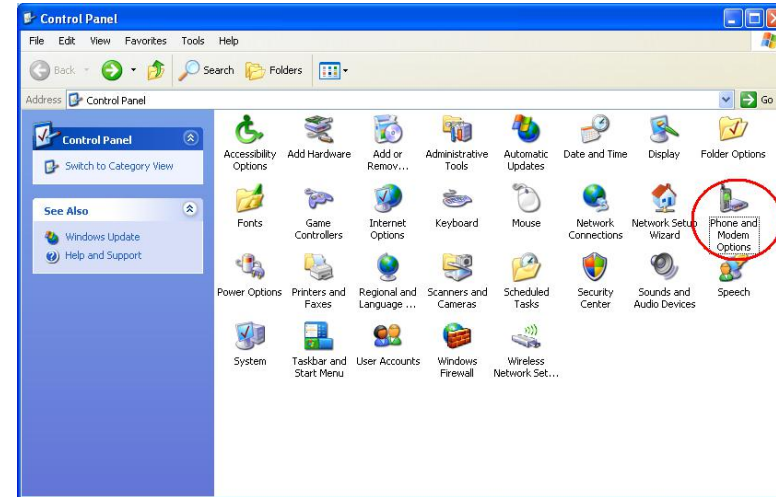 Control Panel
File Edit View Favorites Tools Help
Back Search Folders
Address Control Panel Go
Control Panel
Switch to Category View
See Also
Windows Update
Help and Support
Accessibility Options
Add Hardware
Add or Remov...
Administrative Tools
Automatic Updates
Date and Time
Display
Folder Options
Fonts
Game Controllers
Internet Options
Keyboard
Mouse
Network Connections
Network Setup Wizard
Phone and Modem Options
Power Options
Printers and Faxes
Regional and Language ...
Scanners and Cameras
Scheduled Tasks
Security Center
Sounds and Audio Devices
Speech
System
Taskbar and Start Menu
User Accounts
Windows Firewall
Wireless Network Set...